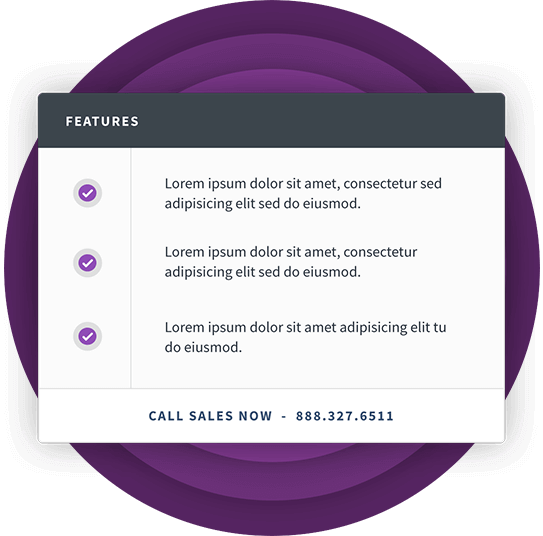 FEATURES
Lorem ipsum dolor sit amet, consectetur sed
adipisicing elit sed do eiusmod.
Lorem ipsum dolor sit amet, consectetur
adipisicing elit sed do eiusmod.
Lorem ipsum dolor sit amet adipisicing elit tu
do eiusmod.
CALL SALES NOW - 888.327.6511